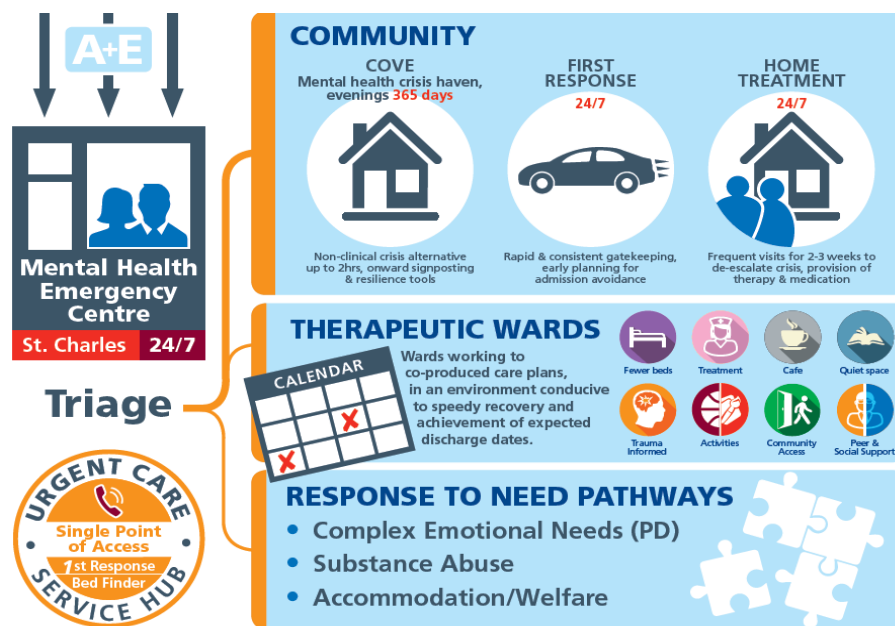 A+E
Mental Health
Emergency
Centre
St. Charles 24/7
Triage
URGENT CARE
Single Point
of Access
1st Response
Bed Finder
SERVICE HUB
COMMUNITY
COVE
Mental health crisis haven,
evenings 365 days
Non-clinical crisis alternative
up to 2hrs, onward signposting
& resilience tools
FIRST
RESPONSE
24/7
Rapid & consistent gatekeeping,
early planning for
admission avoidance
HOME
TREATMENT
24/7
Frequent visits for 2-3 weeks to
de-escalate crisis, provision of
therapy & medication
THERAPEUTIC WARDS
CALENDAR
Wards working to
co-produced care plans,
in an environment conducive
to speedy recovery and
achievement of expected
discharge dates.
Fewer beds
Treatment
Cafe
Quiet space
Trauma
Informed
Activities
Community
Access
Peer &
Social Support
RESPONSE TO NEED PATHWAYS
• Complex Emotional Needs (PD)
• Substance Abuse
• Accommodation/Welfare